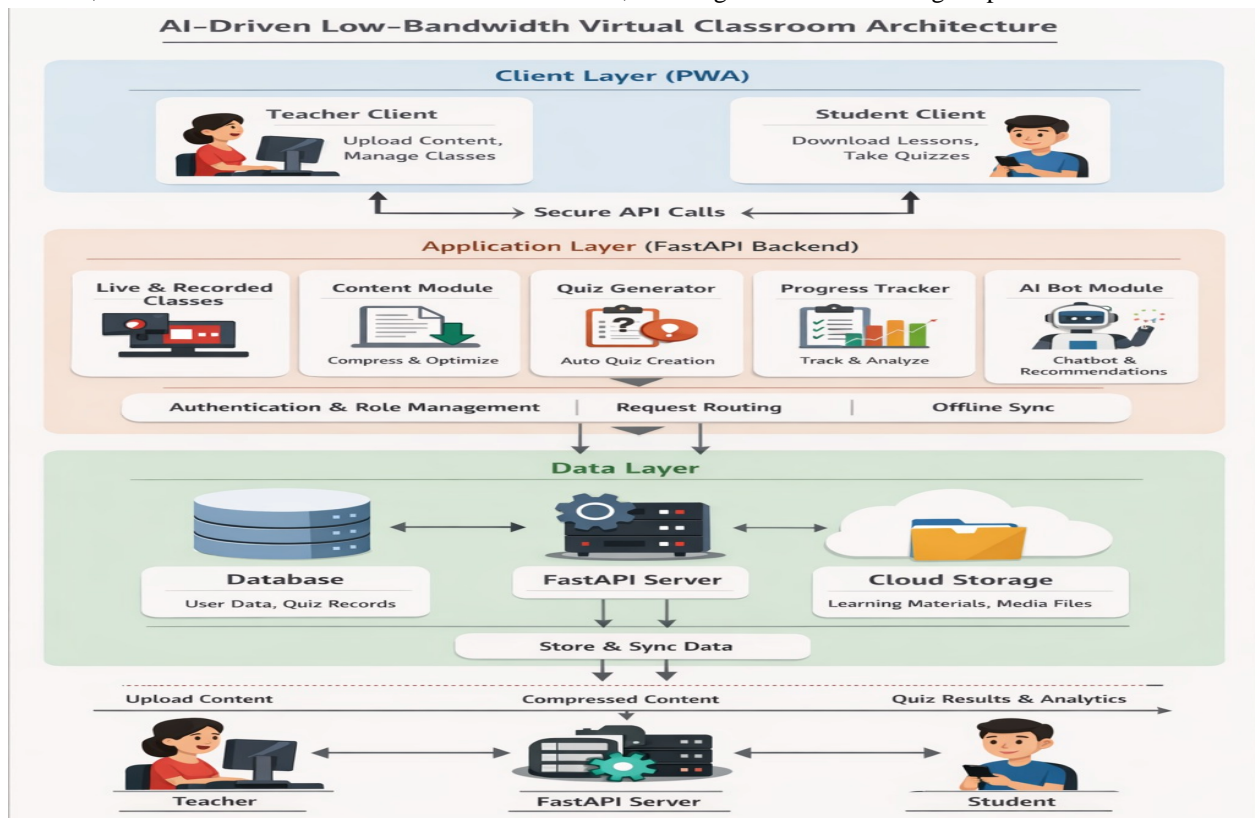 AI-Driven Low-Bandwidth Virtual Classroom Architecture
Client Layer (PWA)
Teacher Client
Upload Content,
Manage Classes
Student Client
Download Lessons,
Take Quizzes
Secure API Calls
Application Layer (FastAPI Backend)
Live & Recorded
Classes
Content Module
Compress & Optimize
Quiz Generator
Auto Quiz Creation
Progress Tracker
Track & Analyze
AI Bot Module
Chatbot &
Recommendations
Authentication & Role Management | Request Routing | Offline Sync
Data Layer
Database
User Data, Quiz Records
FastAPI Server
Cloud Storage
Learning Materials, Media Files
Store & Sync Data
Upload Content
Compressed Content
Quiz Results & Analytics
Teacher
FastAPI Server
Student